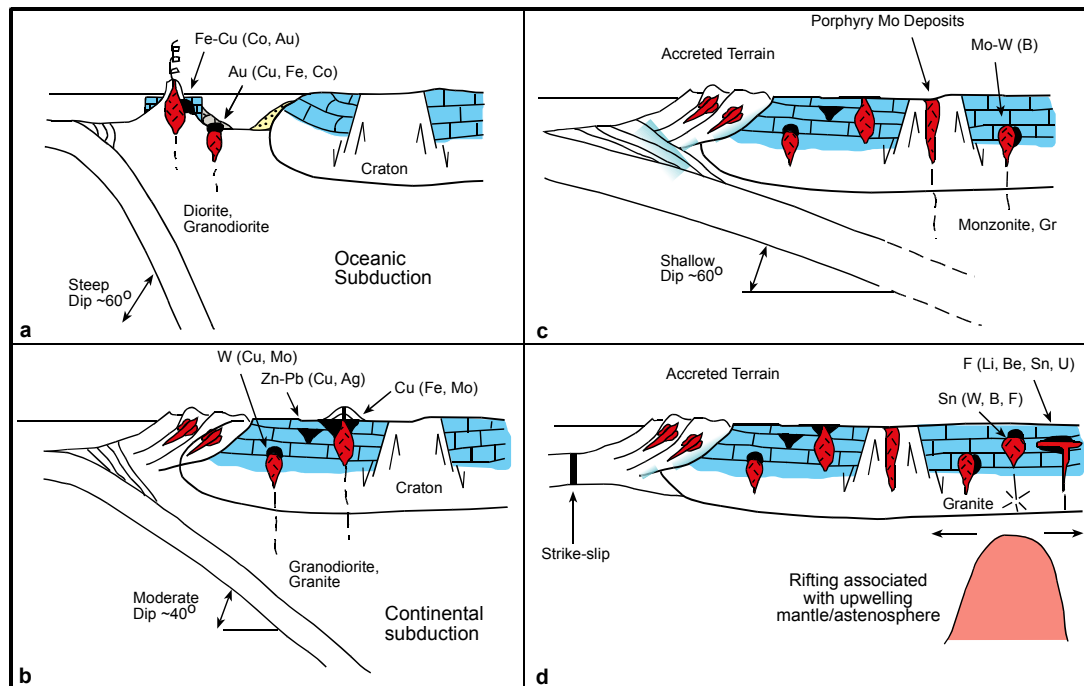 Fe-Cu (Co, Au)
Au (Cu, Fe, Co)
Craton
Diorite,
Granodiorite
Oceanic
Subduction
Steep
Dip ~60o
a
W (Cu, Mo)
Zn-Pb (Cu, Ag)
Cu (Fe, Mo)
Craton
Granodiorite,
Granite
Moderate
Dip ~40o
Continental
subduction
b
Porphyry Mo Deposits
Accreted Terrain
Mo-W (B)
Monzonite, Gr
Shallow
Dip ~60o
c
F (Li, Be, Sn, U)
Accreted Terrain
Sn (W, B, F)
Granite
Strike-slip
Rifting associated
with upwelling
mantle/astenosphere
d